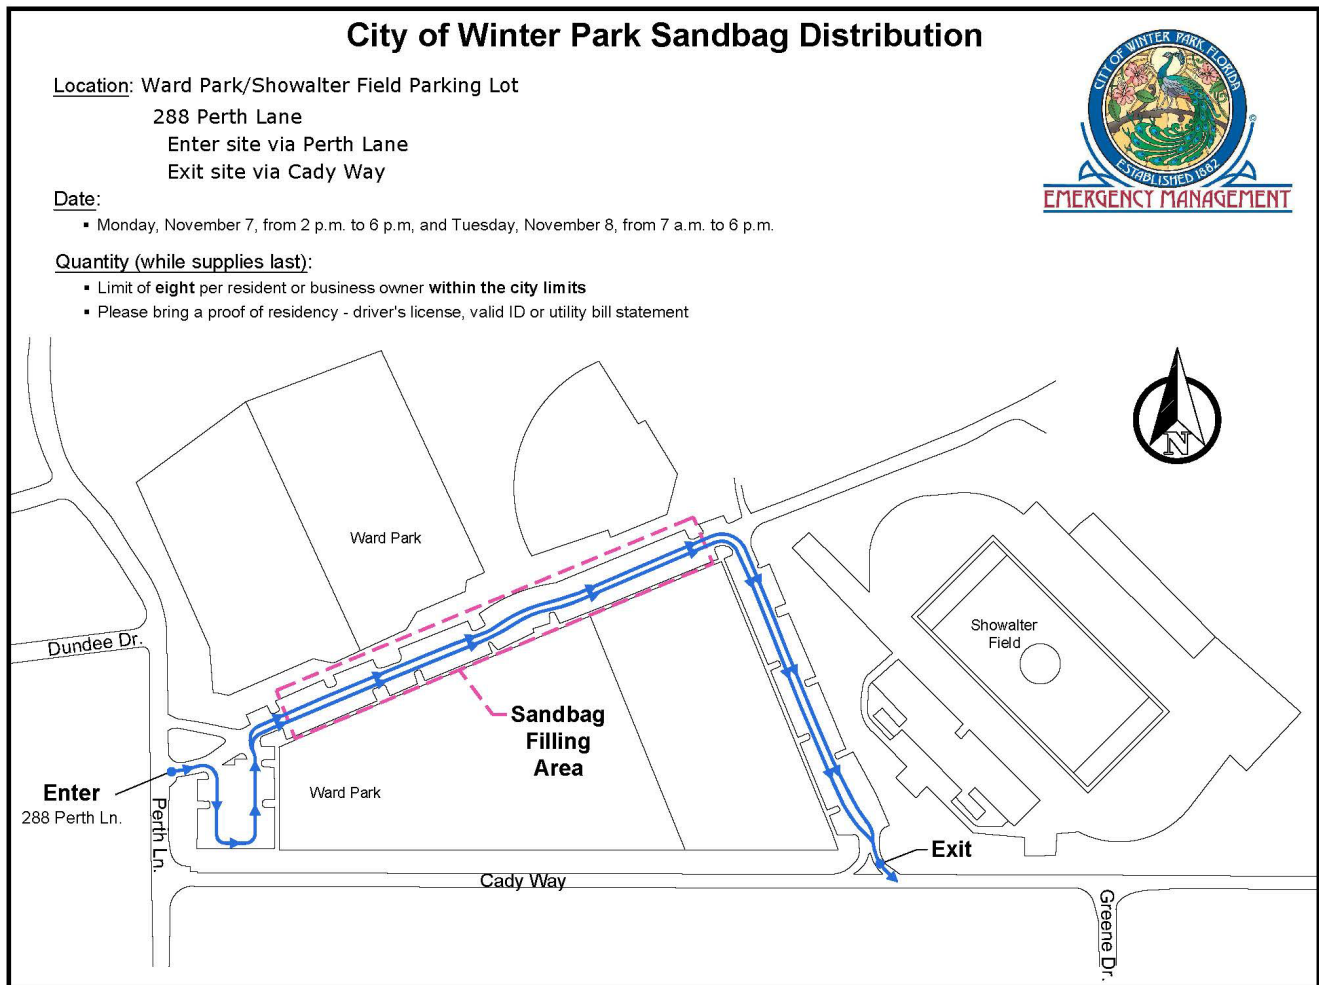 City of Winter Park Sandbag Distribution
Location: Ward Park/Showalter Field Parking Lot
288 Perth Lane
Enter site via Perth Lane
Exit site via Cady Way
Date:
▪ Monday, November 7, from 2 p.m. to 6 p.m, and Tuesday, November 8, from 7 a.m. to 6 p.m.
Quantity (while supplies last):
▪ Limit of eight per resident or business owner within the city limits
▪ Please bring a proof of residency - driver's license, valid ID or utility bill statement
CITY OF WINTER PARK FLORIDA
ESTABLISHED 1882
©
EMERGENCY MANAGEMENT
N
Ward Park
Showalter
Field
Dundee Dr.
Sandbag
Filling
Area
Enter
288 Perth Ln.
Perth Ln.
Ward Park
Exit
Cady Way
Greene Dr.